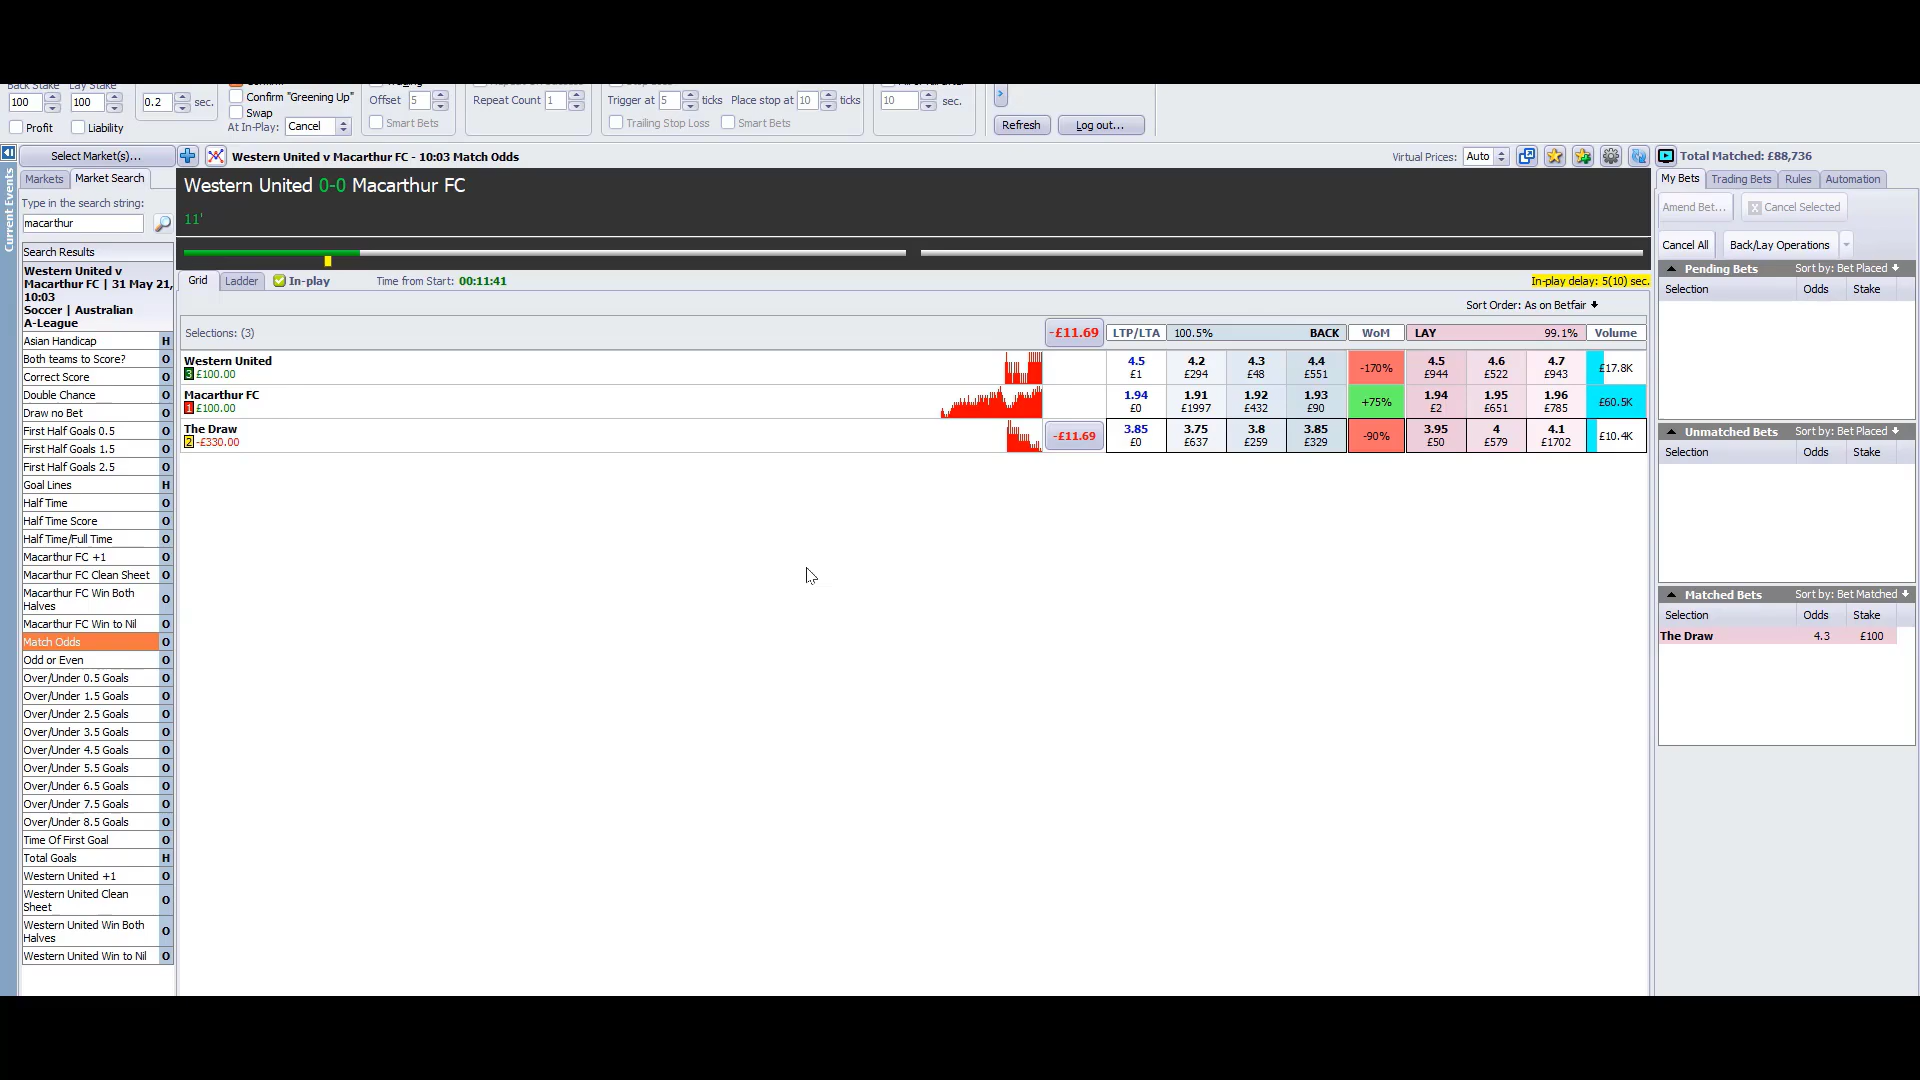 Back Stake Lay Stake
100 100 0.2 sec. Confirm "Greening Up" Offset 5 Repeat Count 1 Trigger at 5 ticks Place stop at 10 ticks 10 sec.
Swap
Profit Liability At In-Play: Cancel Smart Bets Trailing Stop Loss Smart Bets Refresh Log out...
Select Market(s)... Western United v Macarthur FC - 10:03 Match Odds Virtual Prices: Auto Total Matched: £88,736
Current Events
Markets Market Search
Type in the search string:
macarthur
Search Results
Western United v
Macarthur FC | 31 May 21,
10:03
Soccer | Australian
A-League
Asian Handicap H
Both teams to Score? O
Correct Score O
Double Chance O
Draw no Bet O
First Half Goals 0.5 O
First Half Goals 1.5 O
First Half Goals 2.5 O
Goal Lines H
Half Time O
Half Time Score O
Half Time/Full Time O
Macarthur FC +1 O
Macarthur FC Clean Sheet O
Macarthur FC Win Both
Halves O
Macarthur FC Win to Nil O
Match Odds O
Odd or Even O
Over/Under 0.5 Goals O
Over/Under 1.5 Goals O
Over/Under 2.5 Goals O
Over/Under 3.5 Goals O
Over/Under 4.5 Goals O
Over/Under 5.5 Goals O
Over/Under 6.5 Goals O
Over/Under 7.5 Goals O
Over/Under 8.5 Goals O
Time Of First Goal O
Total Goals H
Western United +1 O
Western United Clean
Sheet O
Western United Win Both
Halves O
Western United Win to Nil O
Western United 0-0 Macarthur FC
11'
Grid Ladder In-play Time from Start: 00:11:41 In-play delay: 5(10) sec.
Sort Order: As on Betfair
Selections: (3) -£11.69 LTP/LTA 100.5% BACK WoM LAY 99.1% Volume
Western United 4.5 4.2 4.3 4.4 -170% 4.5 4.6 4.7 £17.8K
3 £100.00 £1 £294 £48 £551 £944 £522 £943
Macarthur FC 1.94 1.91 1.92 1.93 +75% 1.94 1.95 1.96 £60.5K
1 £100.00 £0 £1997 £432 £90 £2 £651 £785
The Draw -£11.69 3.85 3.75 3.8 3.85 -90% 3.95 4 4.1 £10.4K
2 -£330.00 £0 £637 £259 £329 £50 £579 £1702
My Bets Trading Bets Rules Automation
Amend Bet... Cancel Selected
Cancel All Back/Lay Operations
Pending Bets Sort by: Bet Placed
Selection Odds Stake
Unmatched Bets Sort by: Bet Placed
Selection Odds Stake
Matched Bets Sort by: Bet Matched
Selection Odds Stake
The Draw 4.3 £100